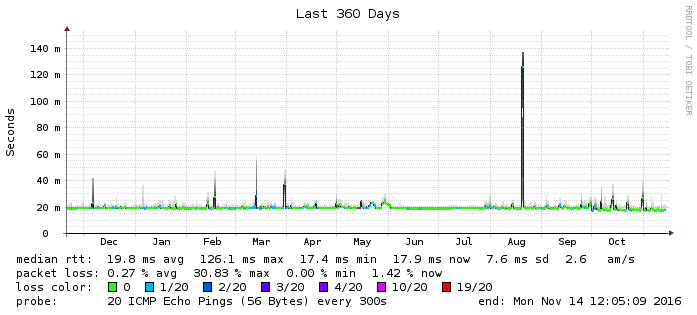 Last 360 Days
RRDTOOL / TOBI OETIKER
Seconds
140 m
120 m
100 m
80 m
60 m
40 m
20 m
0
Dec Jan Feb Mar Apr May Jun Jul Aug Sep Oct
median rtt: 19.8 ms avg 126.1 ms max 17.4 ms min 17.9 ms now 7.6 ms sd 2.6 am/s
packet loss: 0.27 % avg 30.83 % max 0.00 % min 1.42 % now
loss color: 0 1/20 2/20 3/20 4/20 10/20 19/20
probe: 20 ICMP Echo Pings (56 Bytes) every 300s end: Mon Nov 14 12:05:09 2016